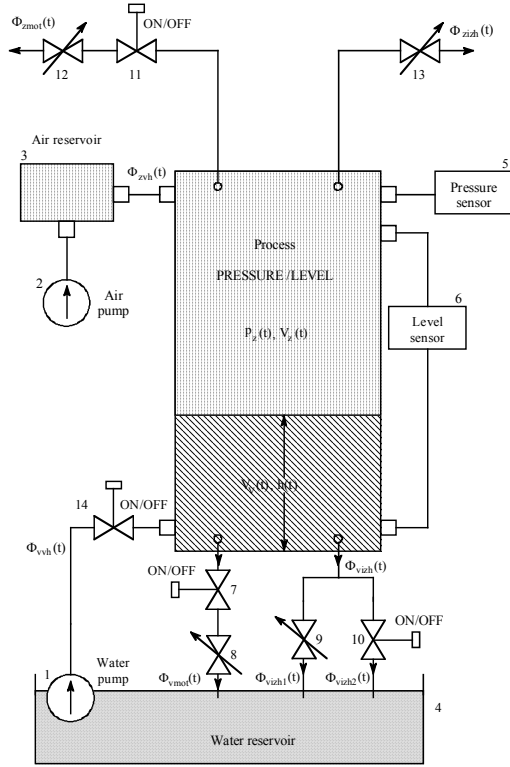 ON/OFF
Φzmot(t)
Φzizh(t)
12
11
13
Air reservoir
3
Φzvh(t)
5
Pressure
sensor
Process
PRESSURE/LEVEL
2
Air
pump
6
Level
sensor
pz(t), Vz(t)
VV(t), h(t)
14
ON/OFF
Φvvh(t)
Φvizh(t)
ON/OFF
7
ON/OFF
9
10
8
1
Water
pump
Φvmot(t)
Φvizh1(t)
Φvizh2(t)
4
Water reservoir